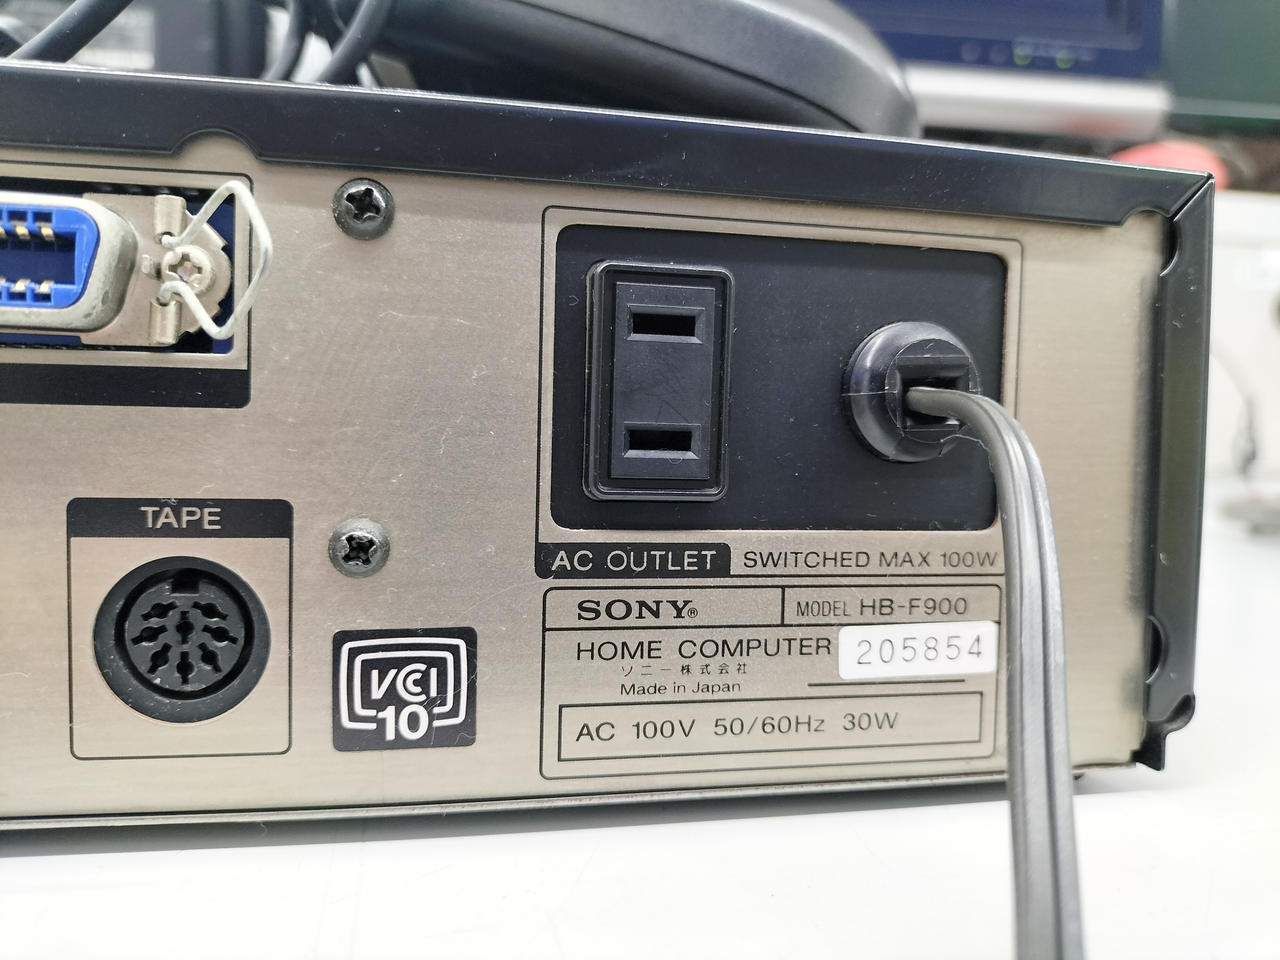 TAPE
AC OUTLET SWITCHED MAX 100W
SONY® MODEL HB-F900
HOME COMPUTER 205854
ソニー株式会社
Made in Japan
VCCI
10
AC 100V 50/60Hz 30W